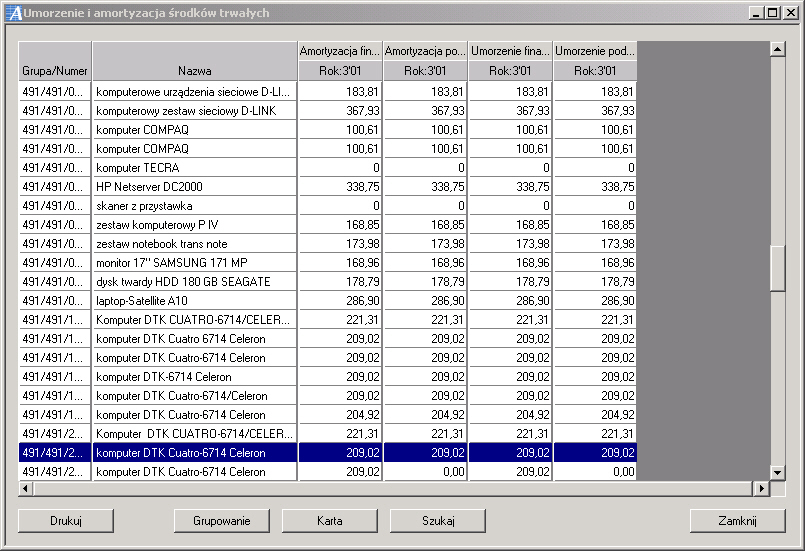 Umorzenie i amortyzacja środków trwałych
Grupa/Numer Nazwa Amortyzacja fin... Amortyzacja po... Umorzenie fina... Umorzenie pod...
Rok:3'01 Rok:3'01 Rok:3'01 Rok:3'01
491/491/0... komputerowe urządzenia sieciowe D-LI... 183,81 183,81 183,81 183,81
491/491/0... komputerowy zestaw sieciowy D-LINK 367,93 367,93 367,93 367,93
491/491/0... komputer COMPAQ 100,61 100,61 100,61 100,61
491/491/0... komputer COMPAQ 100,61 100,61 100,61 100,61
491/491/0... komputer TECRA 0 0 0 0
491/491/0... HP Netserver DC2000 338,75 338,75 338,75 338,75
491/491/0... skaner z przystawka 0 0 0 0
491/491/0... zestaw komputerowy P IV 168,85 168,85 168,85 168,85
491/491/0... zestaw notebook trans note 173,98 173,98 173,98 173,98
491/491/0... monitor 17" SAMSUNG 171 MP 168,96 168,96 168,96 168,96
491/491/0... dysk twardy HDD 180 GB SEAGATE 178,79 178,79 178,79 178,79
491/491/0... laptop-Satellite A10 286,90 286,90 286,90 286,90
491/491/1... Komputer DTK CUATRO-6714/CELER... 221,31 221,31 221,31 221,31
491/491/1... komputer DTK Cuatro 6714 Celeron 209,02 209,02 209,02 209,02
491/491/1... komputer DTK Cuatro-6714 Celeron 209,02 209,02 209,02 209,02
491/491/1... komputer DTK-6714 Celeron 209,02 209,02 209,02 209,02
491/491/1... komputer DTK Cuatro-6714/Celeron 209,02 209,02 209,02 209,02
491/491/1... komputer DTK Cuatro-6714 Celeron 204,92 204,92 204,92 204,92
491/491/2... Komputer DTK CUATRO-6714/CELER... 221,31 221,31 221,31 221,31
491/491/2... komputer DTK Cuatro-6714 Celeron 209,02 209,02 209,02 209,02
491/491/2... komputer DTK Cuatro-6714 Celeron 209,02 0,00 209,02 0,00
Drukuj Grupowanie Karta Szukaj Zamknij